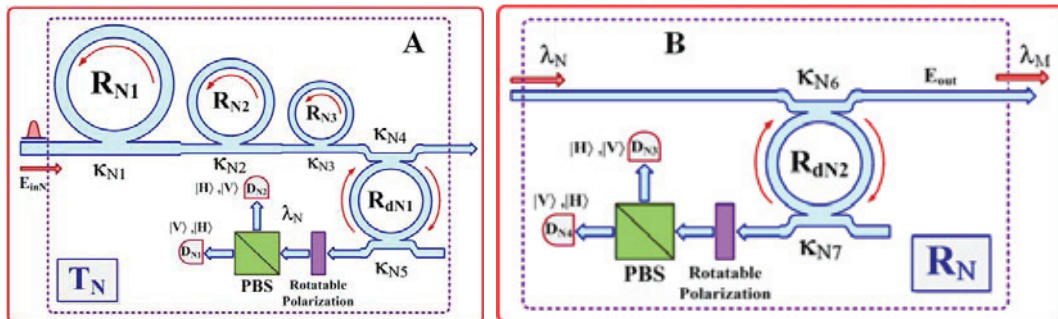 A
R_N1
R_N2
R_N3
κ_N1
κ_N2
κ_N3
κ_N4
E_inN
R_dN1
|H⟩ ,|V⟩
D_N2
|V⟩ ,|H⟩
D_N1
λ_N
κ_N5
PBS
Rotatable
Polarization
T_N
B
λ_N
κ_N6
E_out
λ_M
R_dN2
|H⟩ ,|V⟩
D_N3
|V⟩ ,|H⟩
D_N4
κ_N7
PBS
Rotatable
Polarization
R_N